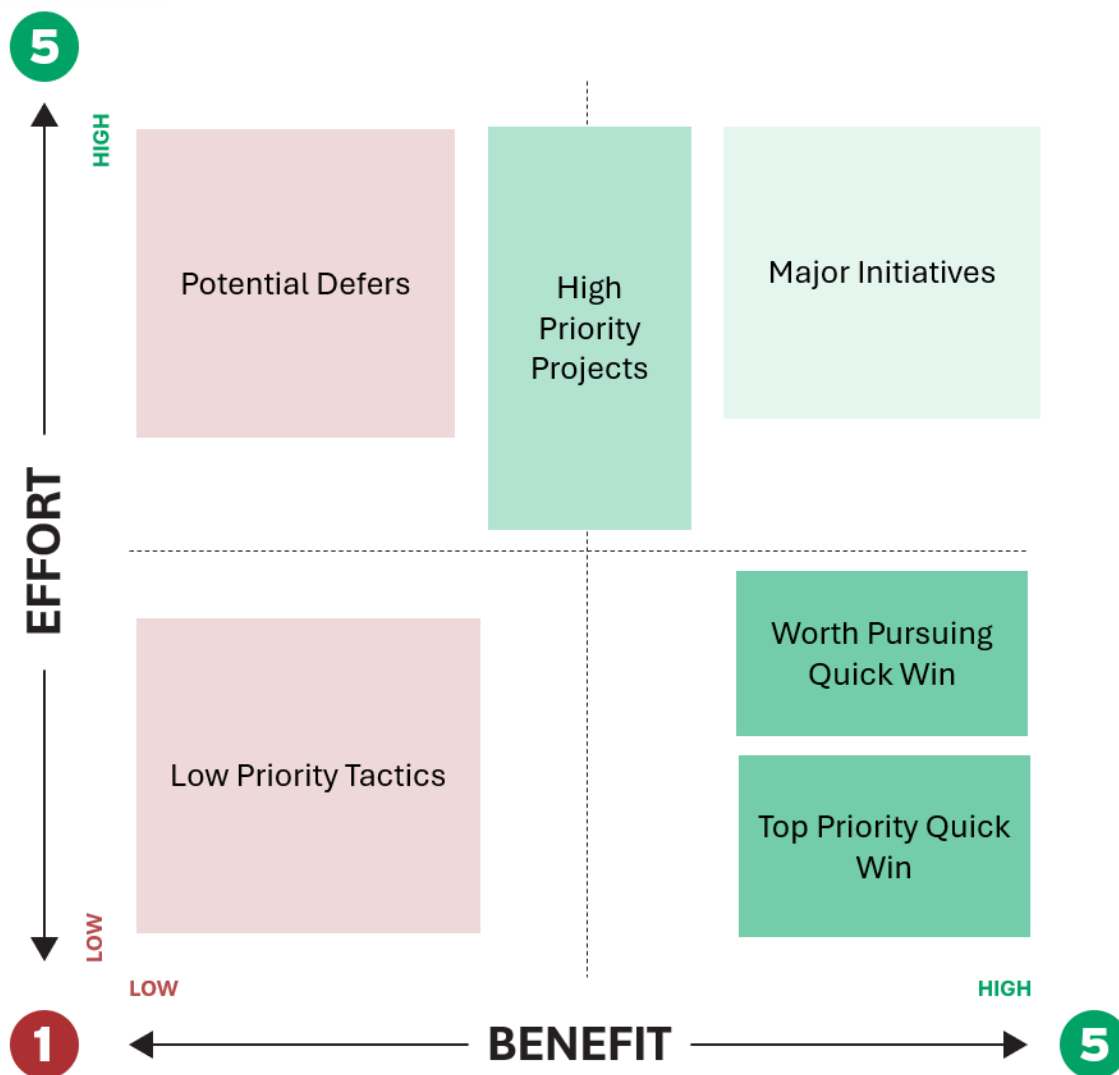 5
HIGH
Potential Defers
High
Priority
Projects
Major Initiatives
EFFORT
Worth Pursuing
Quick Win
Low Priority Tactics
Top Priority Quick
Win
LOW
LOW
HIGH
1
BENEFIT
5